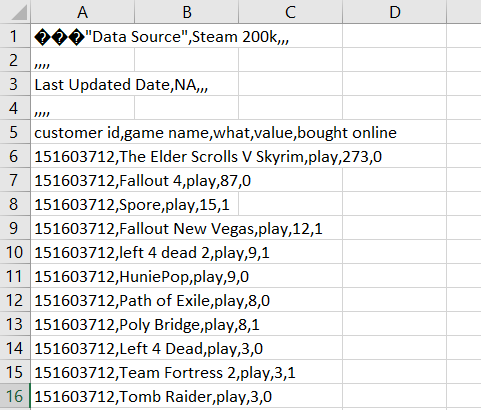 A B C D
1 ���"Data Source",Steam 200k,,,
2 ,,,,
3 Last Updated Date,NA,,,
4 ,,,,
5 customer id,game name,what,value,bought online
6 151603712,The Elder Scrolls V Skyrim,play,273,0
7 151603712,Fallout 4,play,87,0
8 151603712,Spore,play,15,1
9 151603712,Fallout New Vegas,play,12,1
10 151603712,left 4 dead 2,play,9,1
11 151603712,HuniePop,play,9,0
12 151603712,Path of Exile,play,8,0
13 151603712,Poly Bridge,play,8,1
14 151603712,Left 4 Dead,play,3,0
15 151603712,Team Fortress 2,play,3,1
16 151603712,Tomb Raider,play,3,0